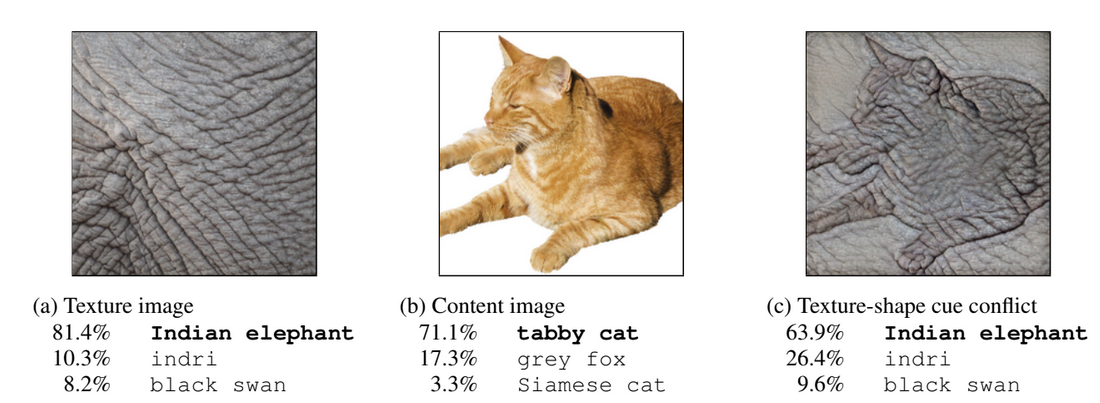 (a) Texture image
81.4% Indian elephant
10.3% indri
8.2% black swan
(b) Content image
71.1% tabby cat
17.3% grey fox
3.3% Siamese cat
(c) Texture-shape cue conflict
63.9% Indian elephant
26.4% indri
9.6% black swan